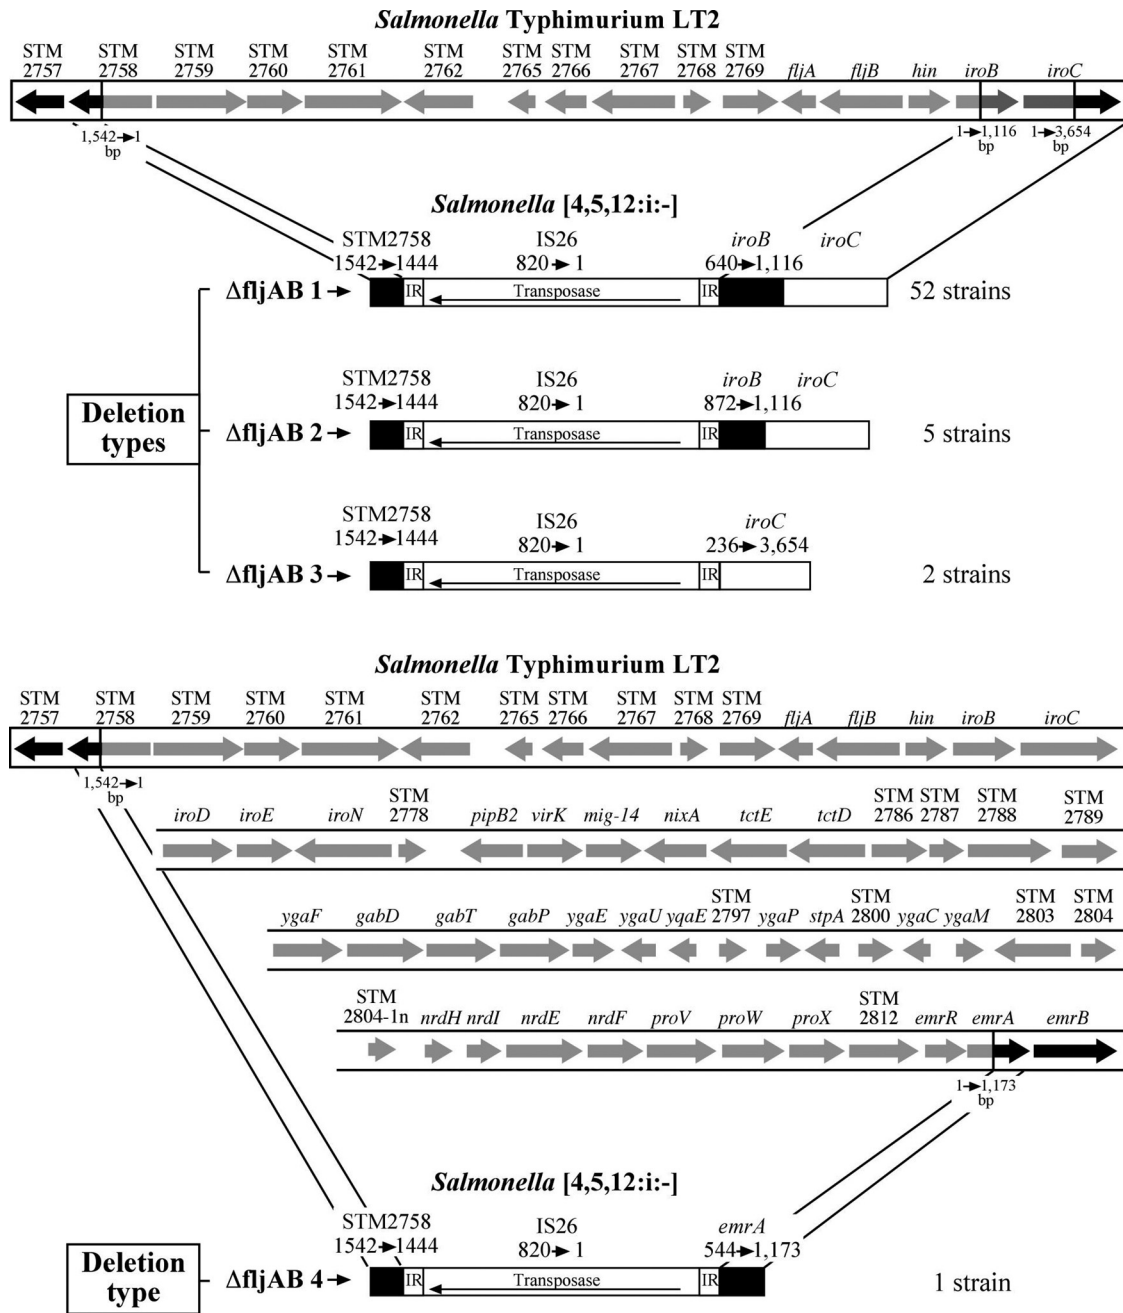 Salmonella Typhimurium LT2
STM 2757 STM 2758 STM 2759 STM 2760 STM 2761 STM 2762 STM 2765 STM 2766 STM 2767 STM 2768 STM 2769 fljA fljB hin iroB iroC
1,542→1 bp 1→1,116 bp 1→3,654 bp
Salmonella [4,5,12:i:-]
STM2758 IS26 iroB iroC
1542→1444 820→1 640→1,116
ΔfljAB 1→ IR Transposase IR 52 strains
STM2758 IS26 iroB iroC
1542→1444 820→1 872→1,116
Deletion types
ΔfljAB 2→ IR Transposase IR 5 strains
STM2758 IS26 iroC
1542→1444 820→1 236→3,654
ΔfljAB 3→ IR Transposase IR 2 strains
Salmonella Typhimurium LT2
STM 2757 STM 2758 STM 2759 STM 2760 STM 2761 STM 2762 STM 2765 STM 2766 STM 2767 STM 2768 STM 2769 fljA fljB hin iroB iroC
1,542→1 bp
iroD iroE iroN STM 2778 pipB2 virK mig-14 nixA tctE tctD STM 2786 STM 2787 STM 2788 STM 2789
ygaF gabD gabT gabP ygaE ygaU yqaE STM 2797 ygaP stpA STM 2800 ygaC ygaM STM 2803 STM 2804
STM 2804-1n nrdH nrdI nrdE nrdF proV proW proX STM 2812 emrR emrA emrB
1→1,173 bp
Salmonella [4,5,12:i:-]
STM2758 IS26 emrA
1542→1444 820→1 544→1,173
Deletion type
ΔfljAB 4→ IR Transposase IR 1 strain